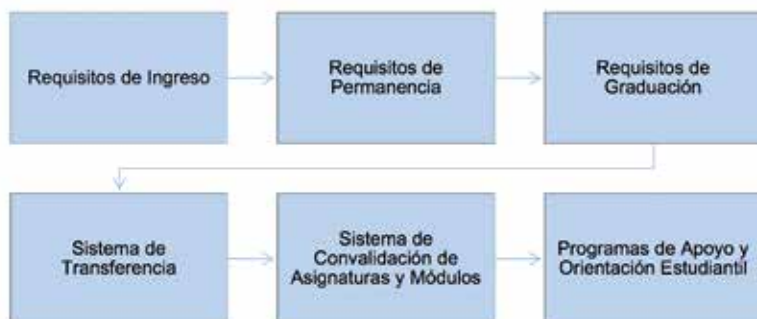 Requisitos de Ingreso
Requisitos de
Permanencia
Requisitos de
Graduación
Sistema de
Transferencia
Sistema de
Convalidación de
Asignaturas y Módulos
Programas de Apoyo y
Orientación Estudiantil